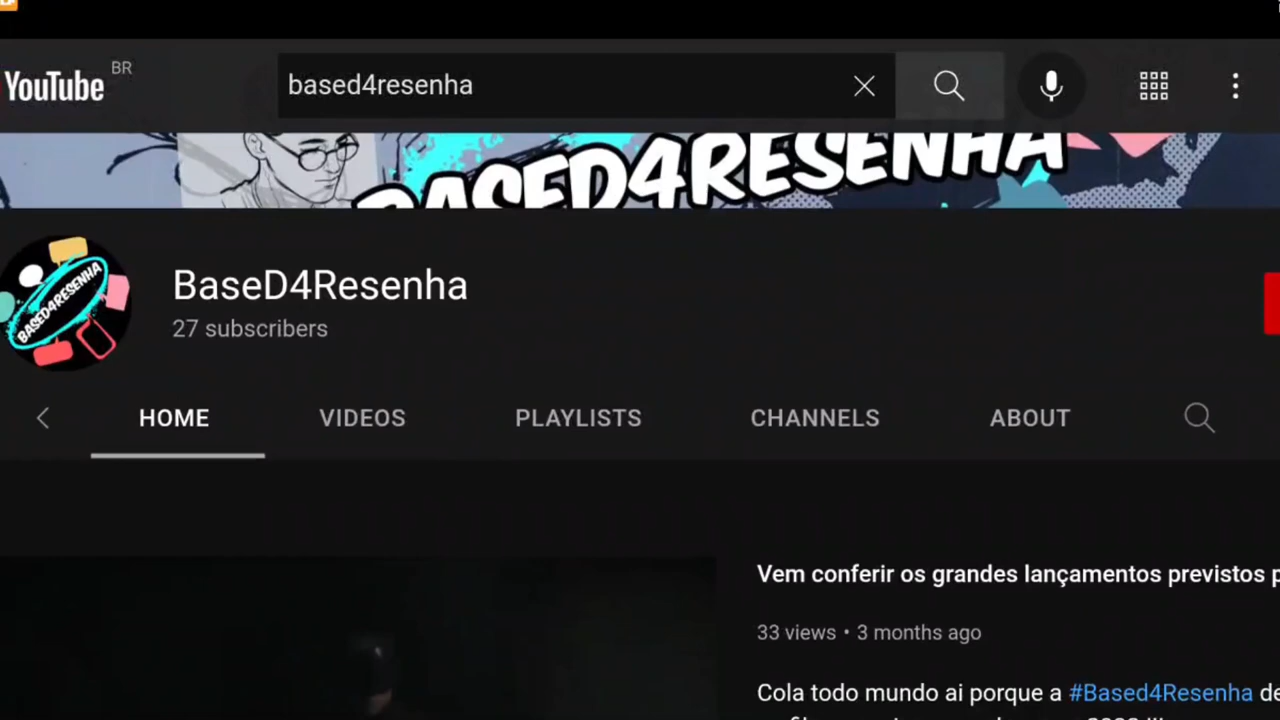 YouTube BR
based4resenha
BASED4RESENHA
BASED4RESENHA
BaseD4Resenha
27 subscribers
HOME VIDEOS PLAYLISTS CHANNELS ABOUT
Vem conferir os grandes lançamentos previstos
33 views • 3 months ago
Cola todo mundo ai porque a #Based4Resenha